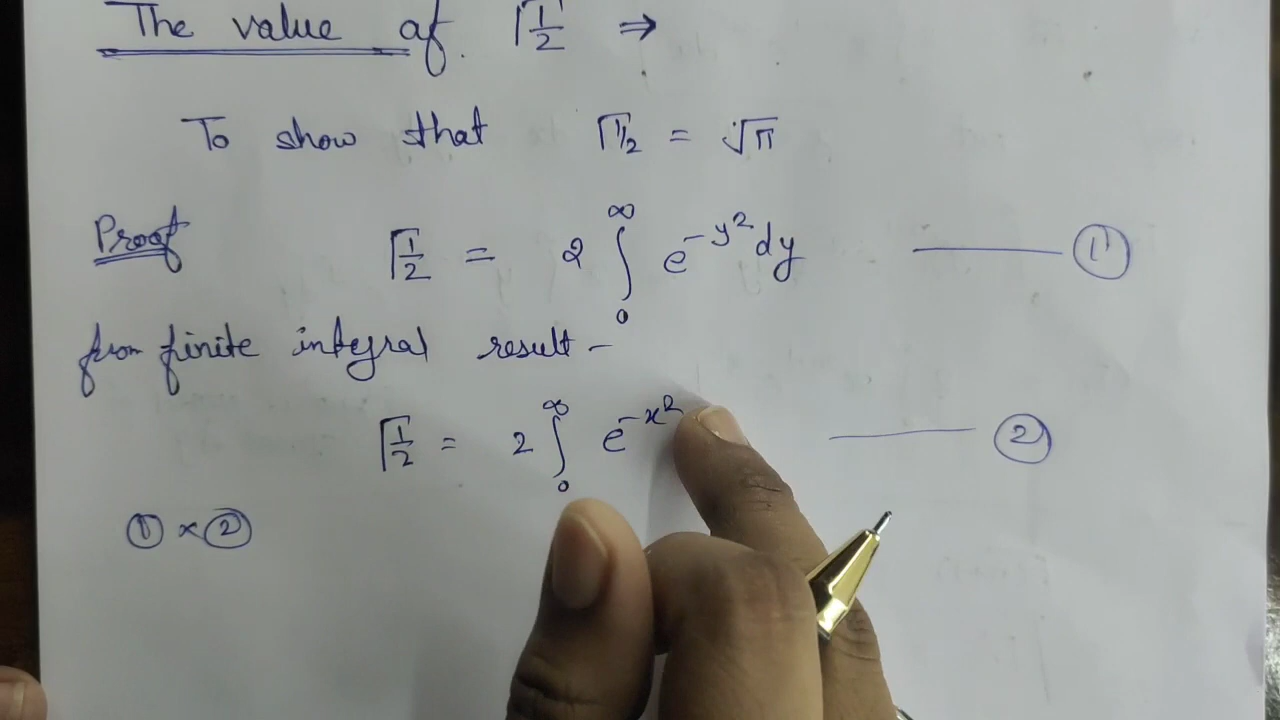 The value of Γ1/2 ⇒
To show that Γ1/2 = √π
Proof Γ1/2 = 2 ∫₀^∞ e^{-y²} dy ——— ①
from finite integral result -
Γ1/2 = 2 ∫₀^∞ e^{-x²} ——— ②
① × ②